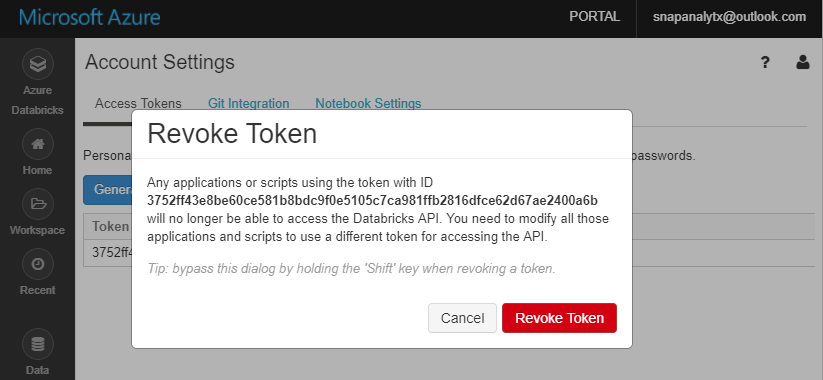 Microsoft Azure
PORTAL
snapanalytx@outlook.com
Azure
Databricks
Home
Workspace
Recent
Data
Account Settings
?
Access Tokens
Git Integration
Notebook Settings
Persona
passwords.
Genera
Token
3752ff4
Revoke Token
Any applications or scripts using the token with ID
3752ff43e8be60ce581b8bdc9f0e5105c7ca981ffb2816dfce62d67ae2400a6b
will no longer be able to access the Databricks API. You need to modify all those
applications and scripts to use a different token for accessing the API.
Tip: bypass this dialog by holding the 'Shift' key when revoking a token.
Cancel
Revoke Token